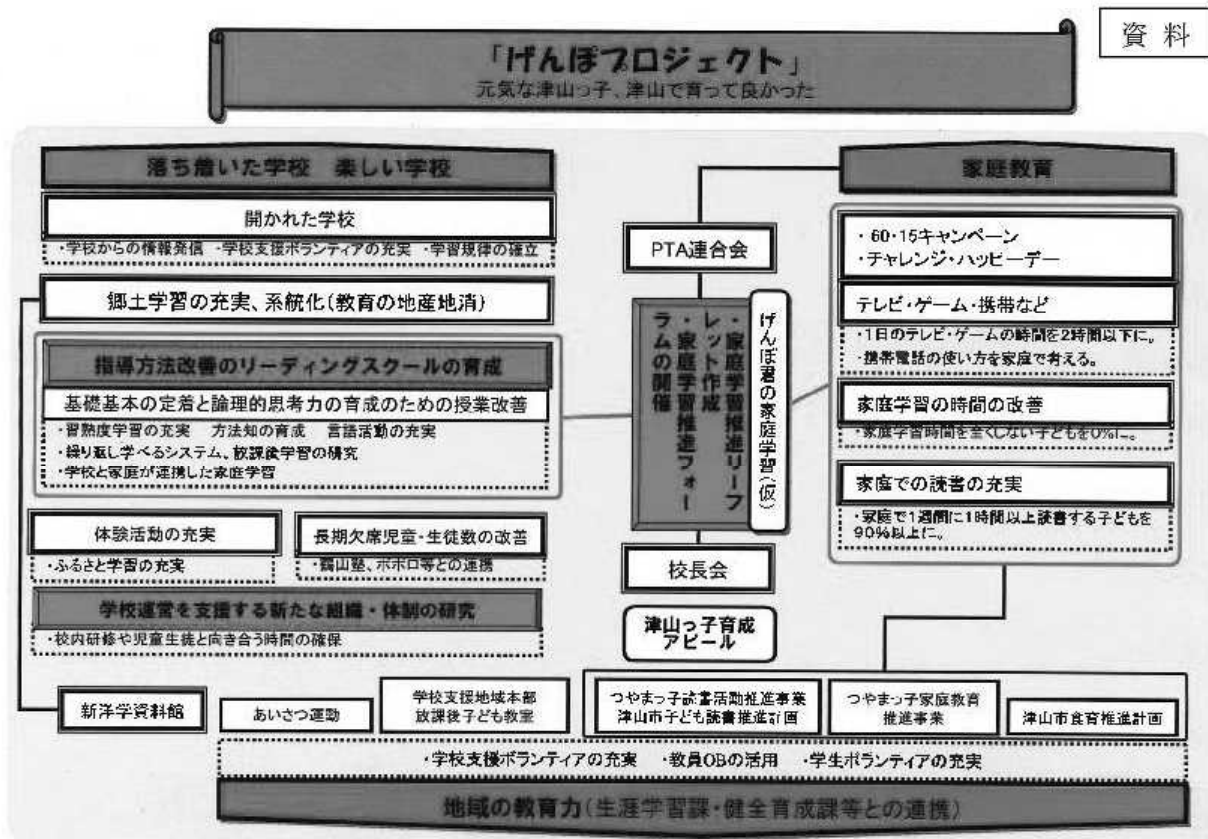 資 料
「げんぽプロジェクト」
元気な津山っ子、津山で育って良かった
落ち着いた学校 楽しい学校
開かれた学校
・学校からの情報発信 ・学校支援ボランティアの充実 ・学習規律の確立
郷土学習の充実、系統化(教育の地産地消)
指導方法改善のリーディングスクールの育成
基礎基本の定着と論理的思考力の育成のための授業改善
・習熟度学習の充実 方法知の育成 言語活動の充実
・繰り返し学べるシステム、放課後学習の研究
・学校と家庭が連携した家庭学習
体験活動の充実
・ふるさと学習の充実
長期欠席児童・生徒数の改善
・鶴山塾、ポポロ等との連携
学校運営を支援する新たな組織・体制の研究
・校内研修や児童生徒と向き合う時間の確保
PTA連合会
げんぽ君の家庭学習(仮)
・家庭学習推進リーフ
レット作成
・家庭学習推進フォー
ラムの開催
校長会
津山っ子育成
アピール
家庭教育
・60・15キャンペーン
・チャレンジ・ハッピーデー
テレビ・ゲーム・携帯など
・1日のテレビ・ゲームの時間を2時間以下に。
・携帯電話の使い方を家庭で考える。
家庭学習の時間の改善
・家庭学習時間を全くしない子どもを0%に。
家庭での読書の充実
・家庭で1週間に1時間以上読書する子どもを
90%以上に。
新洋学資料館
あいさつ運動
学校支援地域本部
放課後子ども教室
つやまっ子読書活動推進事業
津山市子ども読書推進計画
つやまっ子家庭教育
推進事業
津山市食育推進計画
・学校支援ボランティアの充実 ・教員OBの活用 ・学生ボランティアの充実
地域の教育力(生涯学習課・健全育成課等との連携)